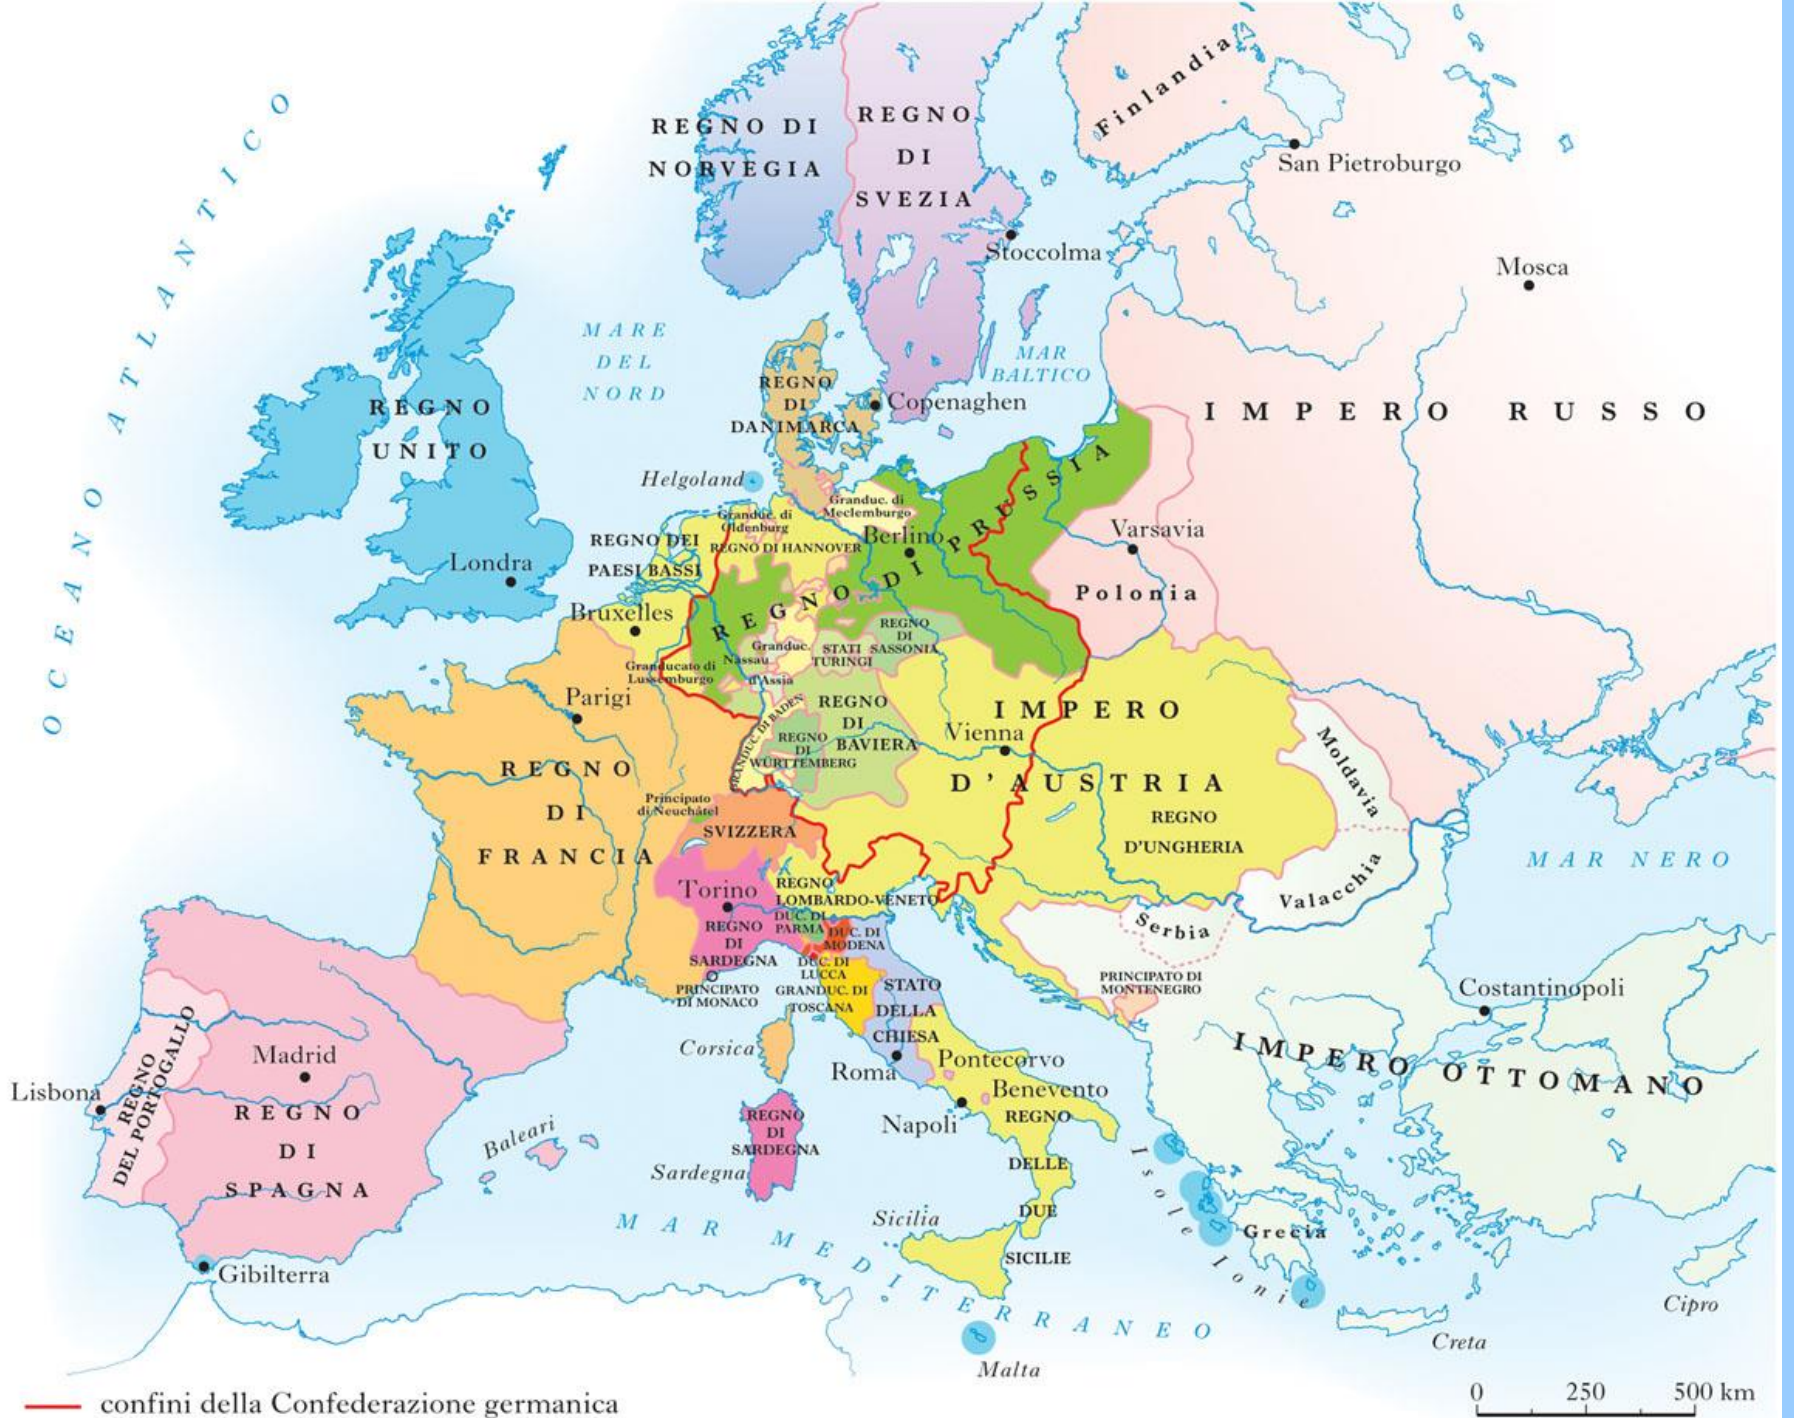 OCEANO ATLANTICO
REGNO DI
NORVEGIA
REGNO
DI
SVEZIA
Finlandia
San Pietroburgo
Stoccolma
Mosca
MARE
DEL
NORD
MAR
BALTICO
REGNO
UNITO
Londra
REGNO
DI
DANIMARCA
Copenaghen
IMPERO RUSSO
Helgoland
Granduc. di
Oldenburg
Granduc. di
Meclemburgo
REGNO DEI
PAESI BASSI
REGNO DI HANNOVER
Berlino
REGNO DI PRUSSIA
Varsavia
Polonia
Bruxelles
Granducato di
Lussemburgo
Nassau
Granduc.
d'Assia
STATI
TURINGI
REGNO
DI
SASSONIA
Parigi
REGNO
DI
FRANCIA
GRANDUC. DI BADEN
REGNO
DI
WÜRTTEMBERG
REGNO
DI
BAVIERA
Vienna
IMPERO
D'AUSTRIA
REGNO
D'UNGHERIA
Moldavia
Valacchia
MAR NERO
Principato
di Neuchâtel
SVIZZERA
Torino
REGNO
DI
SARDEGNA
REGNO
LOMBARDO-VENETO
DUC. DI
PARMA
DUC. DI
MODENA
DUC. DI
LUCCA
GRANDUC. DI
TOSCANA
PRINCIPATO
DI MONACO
STATO
DELLA
CHIESA
Serbia
PRINCIPATO DI
MONTENEGRO
Costantinopoli
IMPERO OTTOMANO
Corsica
Roma
Pontecorvo
Benevento
Napoli
REGNO
DELLE
DUE
SICILIE
REGNO
DI
SARDEGNA
Sardegna
Sicilia
Lisbona
REGNO
DEL PORTOGALLO
Madrid
REGNO
DI
SPAGNA
Baleari
Gibilterra
MAR MEDITERRANEO
Isole Ionie
Grecia
Malta
Creta
Cipro
confini della Confederazione germanica
0 250 500 km